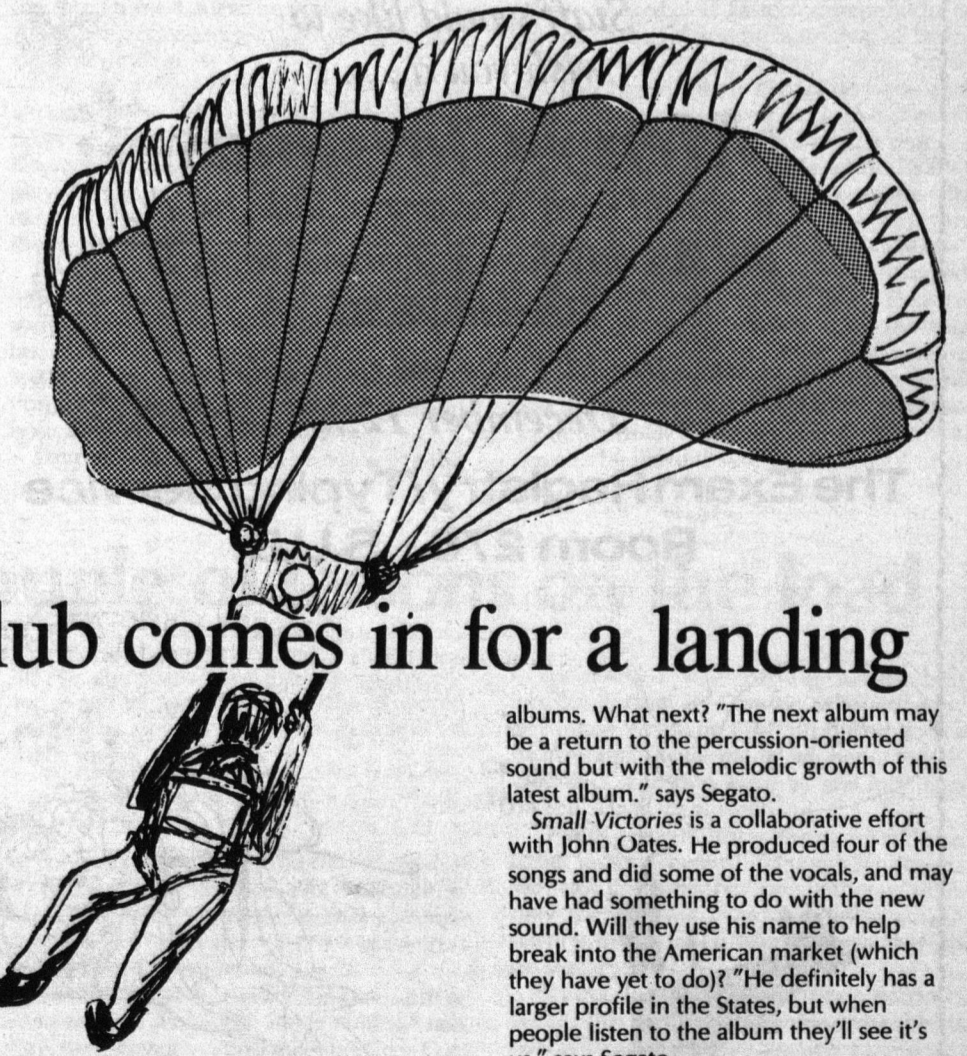 lub comes in for a landing
albums. What next? "The next album may
be a return to the percussion-oriented
sound but with the melodic growth of this
latest album." says Segato.
Small Victories is a collaborative effort
with John Oates. He produced four of the
songs and did some of the vocals, and may
have had something to do with the new
sound. Will they use his name to help
break into the American market (which
they have yet to do)? "He definitely has a
larger profile in the States, but when
people listen to the album they'll see it's
us," says Segato.